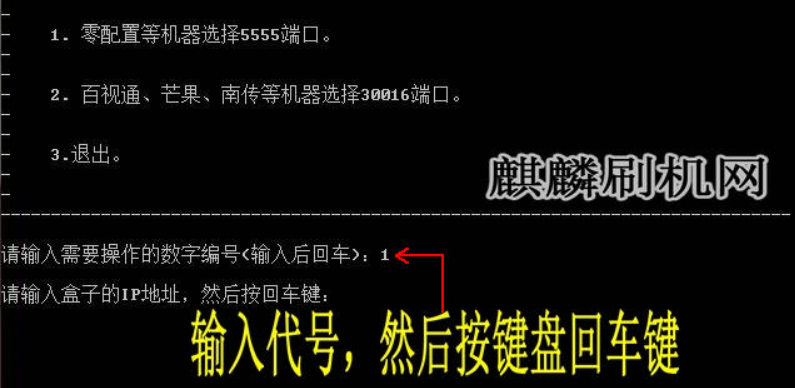 1. 零配置等机器选择5555端口。
2. 百视通、芒果、南传等机器选择30016端口。
3.退出。
麒麟刷机网
请输入需要操作的数字编号(输入后回车): 1
请输入盒子的IP地址，然后按回车键:
输入代号，然后按键盘回车键